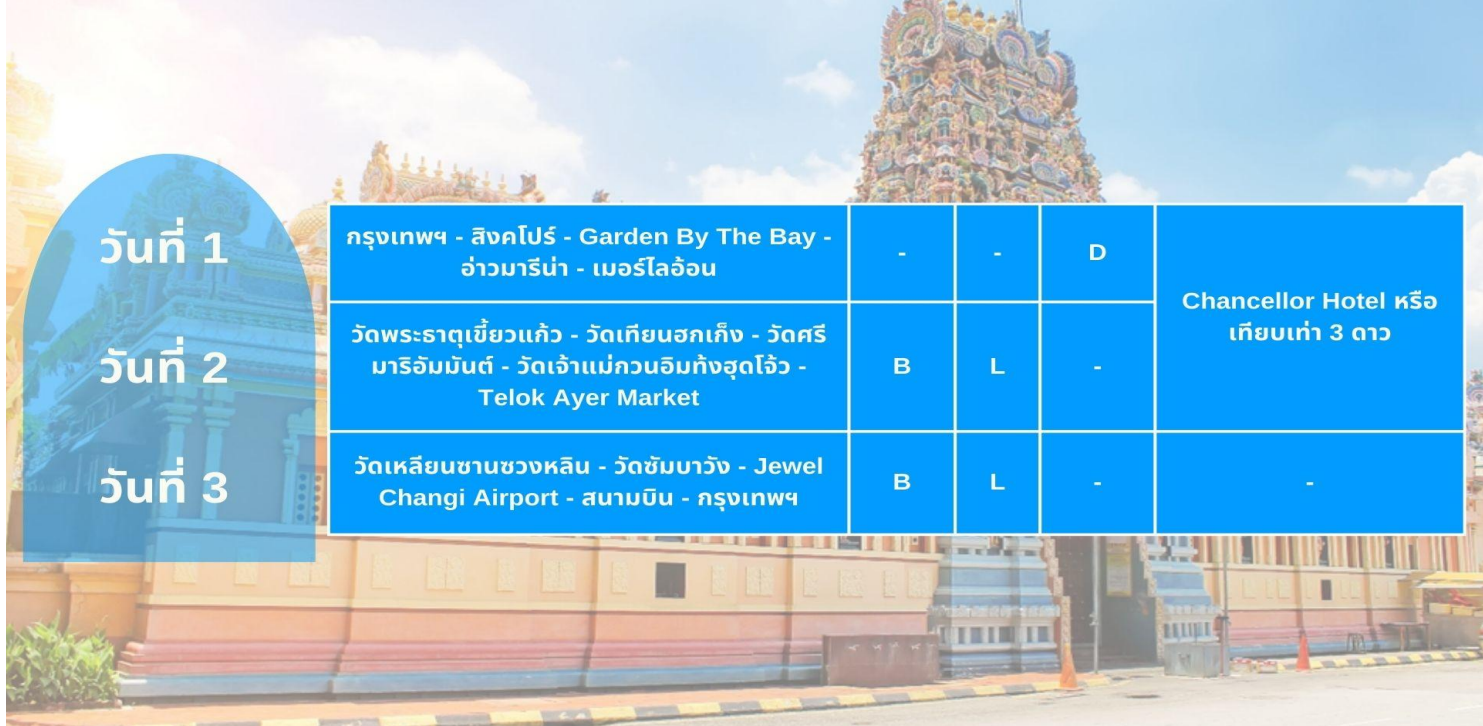 วันที่ 1
กรุงเทพฯ - สิงคโปร์ - Garden By The Bay -
อ่าวมารีน่า - เมอร์ไลอ้อน
-
-
D
Chancellor Hotel หรือ
เทียบเท่า 3 ดาว
วันที่ 2
วัดพระธาตุเขี้ยวแก้ว - วัดเทียนฮกเก็ง - วัดศรี
มาริอัมมันต์ - วัดเจ้าแม่กวนอิมทังฮุดโจ้ว -
Telok Ayer Market
B
L
-
วันที่ 3
วัดเหลียนซานซวงหลิน - วัดซัมบาวัง - Jewel
Changi Airport - สนามบิน - กรุงเทพฯ
B
L
-
-